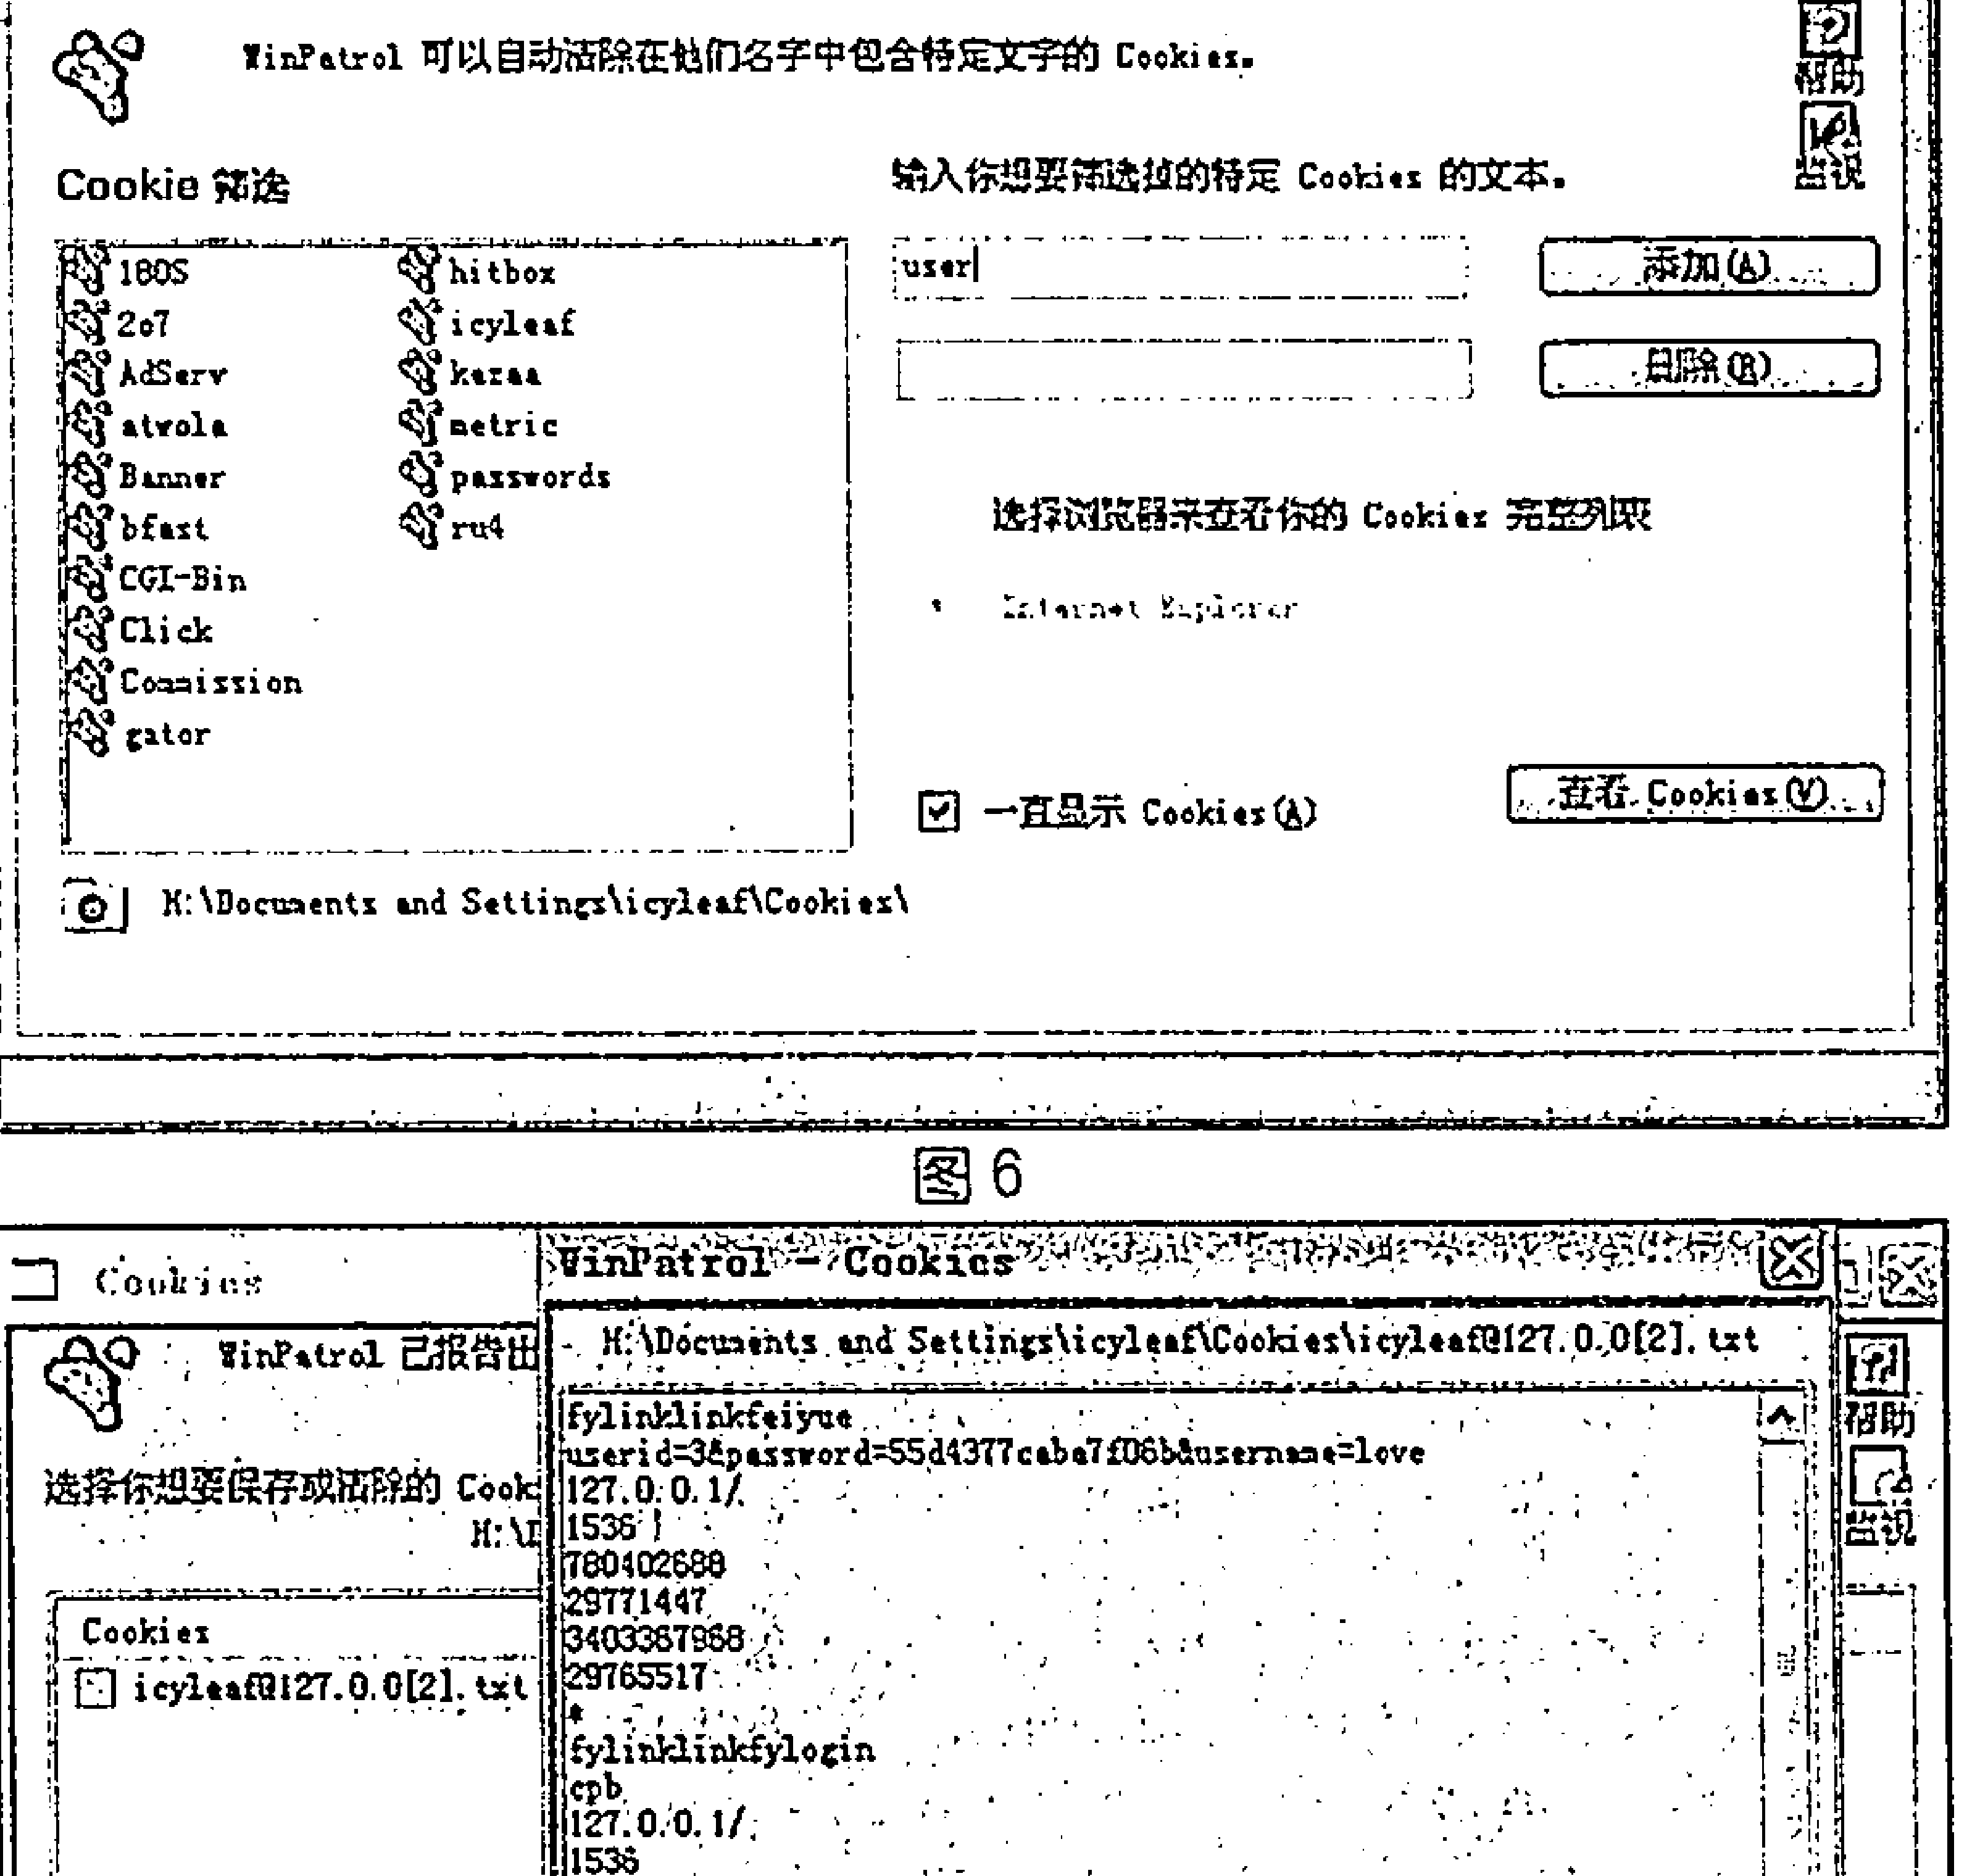 WinPatrol 可以自动清除在他们名字中包含特定文字的 Cookies.
帮助
监视
Cookie 筛选
输入你想要筛选掉的特定 Cookies 的文本.
180S
2o7
AdServ
atwola
Banner
bfast
CGI-Bin
Click
Commission
gator
hitbox
icyleaf
kazaa
metric
passwords
ru4
user
添加(A)
删除(R)
选择浏览器来查看你的 Cookies 完整列表
Internet Explorer
一直显示 Cookies(A)
查看 Cookies(V)
H:\Documents and Settings\icyleaf\Cookies\
图 6
Cookies
WinPatrol - Cookies
WinPatrol 已报告出
H:\Documents and Settings\icyleaf\Cookies\icyleaf@127.0.0[2].txt
帮助
监视
选择你想要保存或清除的 Cook
H:\D
Cookies
icyleaf@127.0.0[2].txt
fylinklinkfeiyue
userid=3&password=55d4377caba7f06b&username=love
127.0.0.1/
1536
780402688
29771447
3403367968
29765517
*
fylinklinkfylogin
cpb
127.0.0.1/
1536